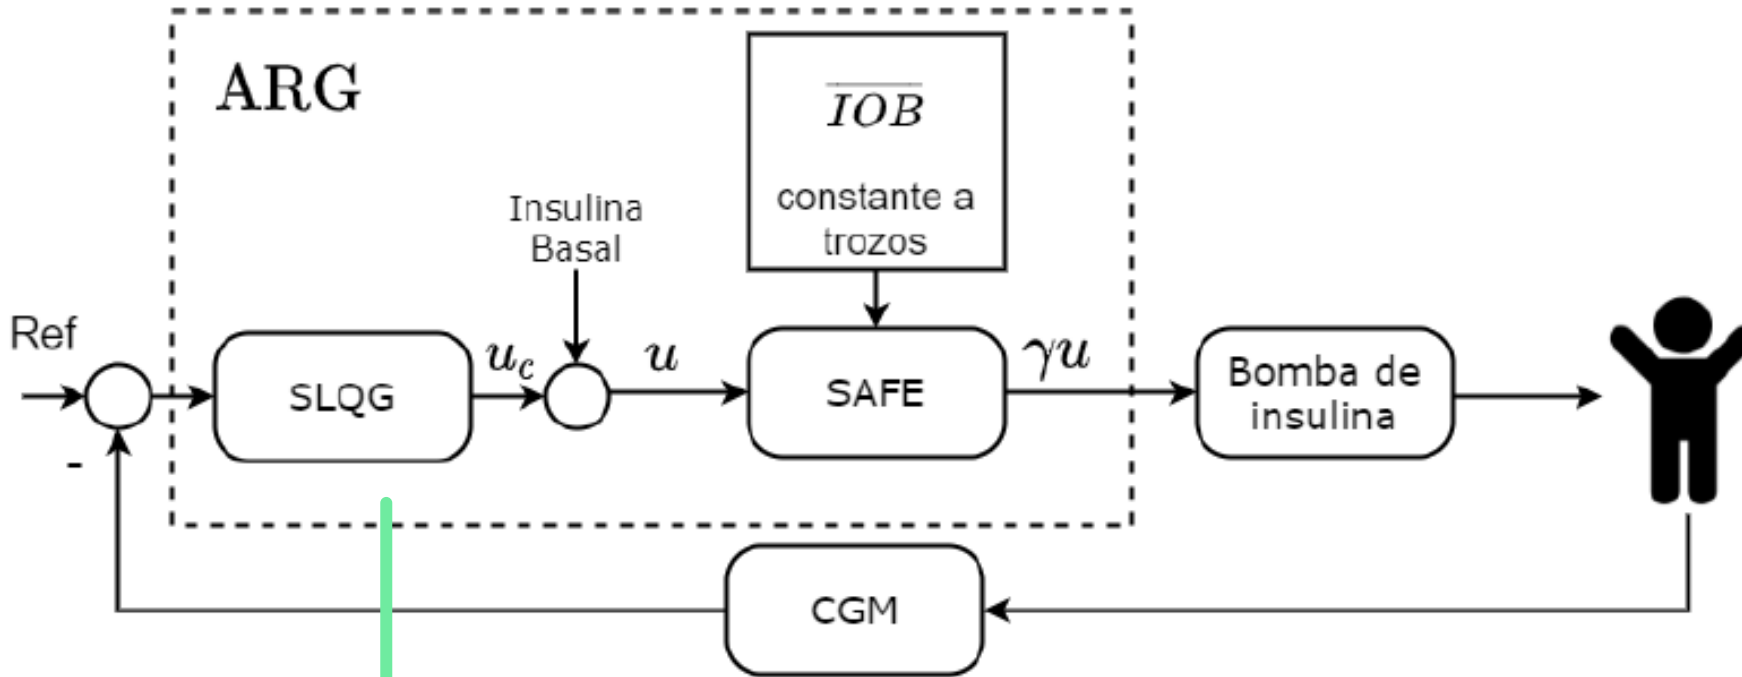 ARG
IOB
constante a
trozos
Insulina
Basal
Ref
-
SLQG
u_c
u
SAFE
γu
Bomba de
insulina
CGM